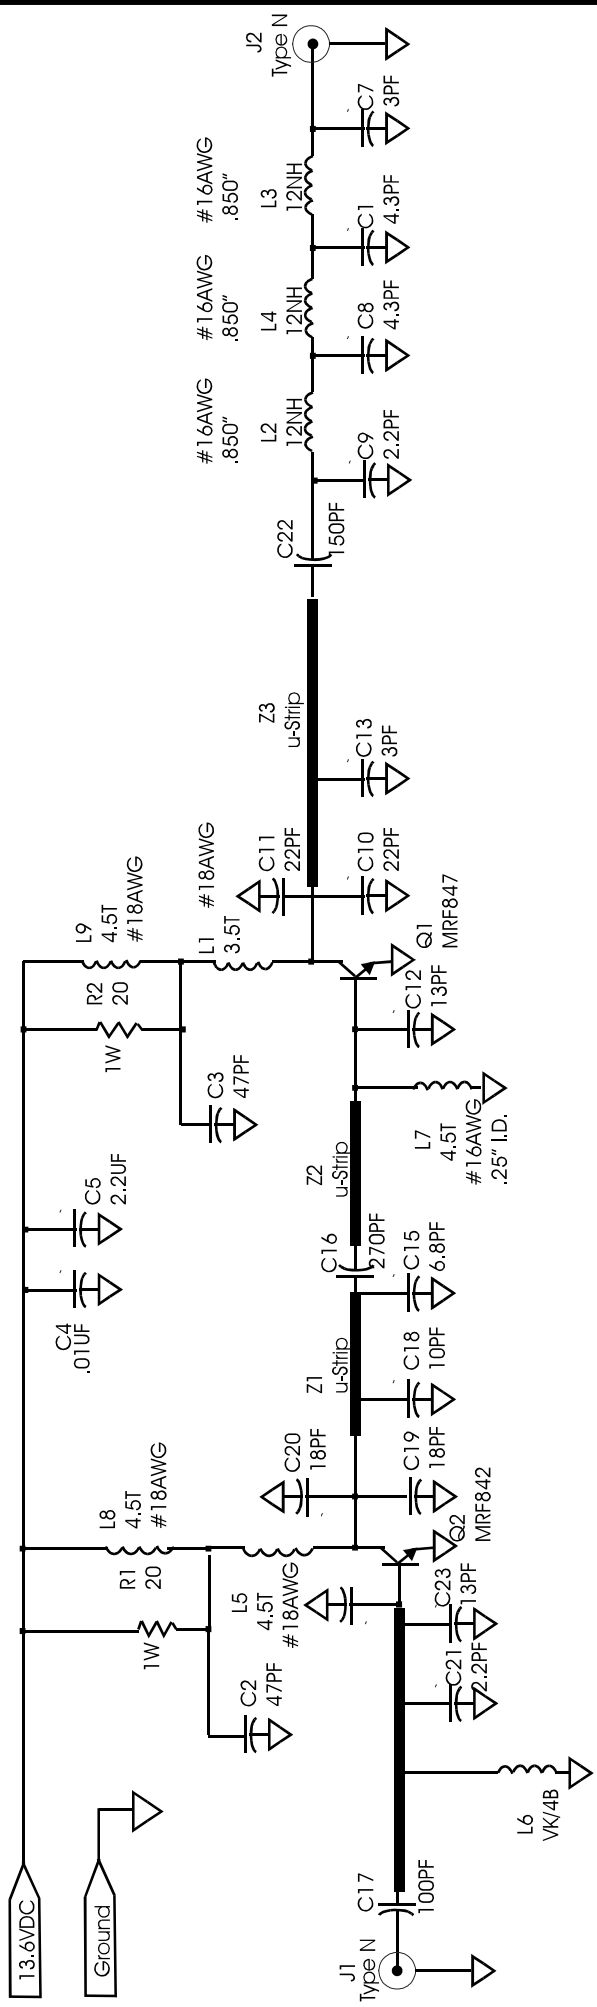 13.6VDC
Ground
J1
Type N
C17
100PF
L6
VK/4B
C21
2.2PF
C23
13PF
Q2
MRF842
C2
47PF
1W
R1
20
L8
4.5T
#18AWG
L5
4.5T
#18AWG
C20
18PF
C19
18PF
Z1
u-Strip
C18
10PF
C15
6.8PF
C16
270PF
Z2
u-Strip
C4
.01UF
C5
2.2UF
L7
4.5T
#16AWG
.25" I.D.
C12
13PF
Q1
MRF847
C3
47PF
1W
R2
20
L9
4.5T
#18AWG
L1
3.5T
#18AWG
C11
22PF
C10
22PF
Z3
u-Strip
C13
3PF
C22
150PF
C9
2.2PF
#16AWG
.850"
L2
12NH
C8
4.3PF
#16AWG
.850"
L4
12NH
C1
4.3PF
#16AWG
.850"
L3
12NH
C7
3PF
J2
Type N